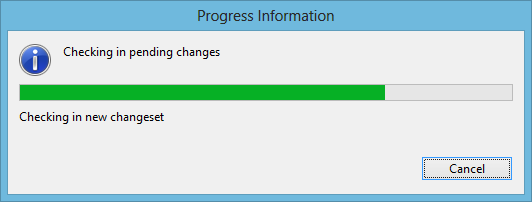 Progress Information
Checking in pending changes
Checking in new changeset
Cancel